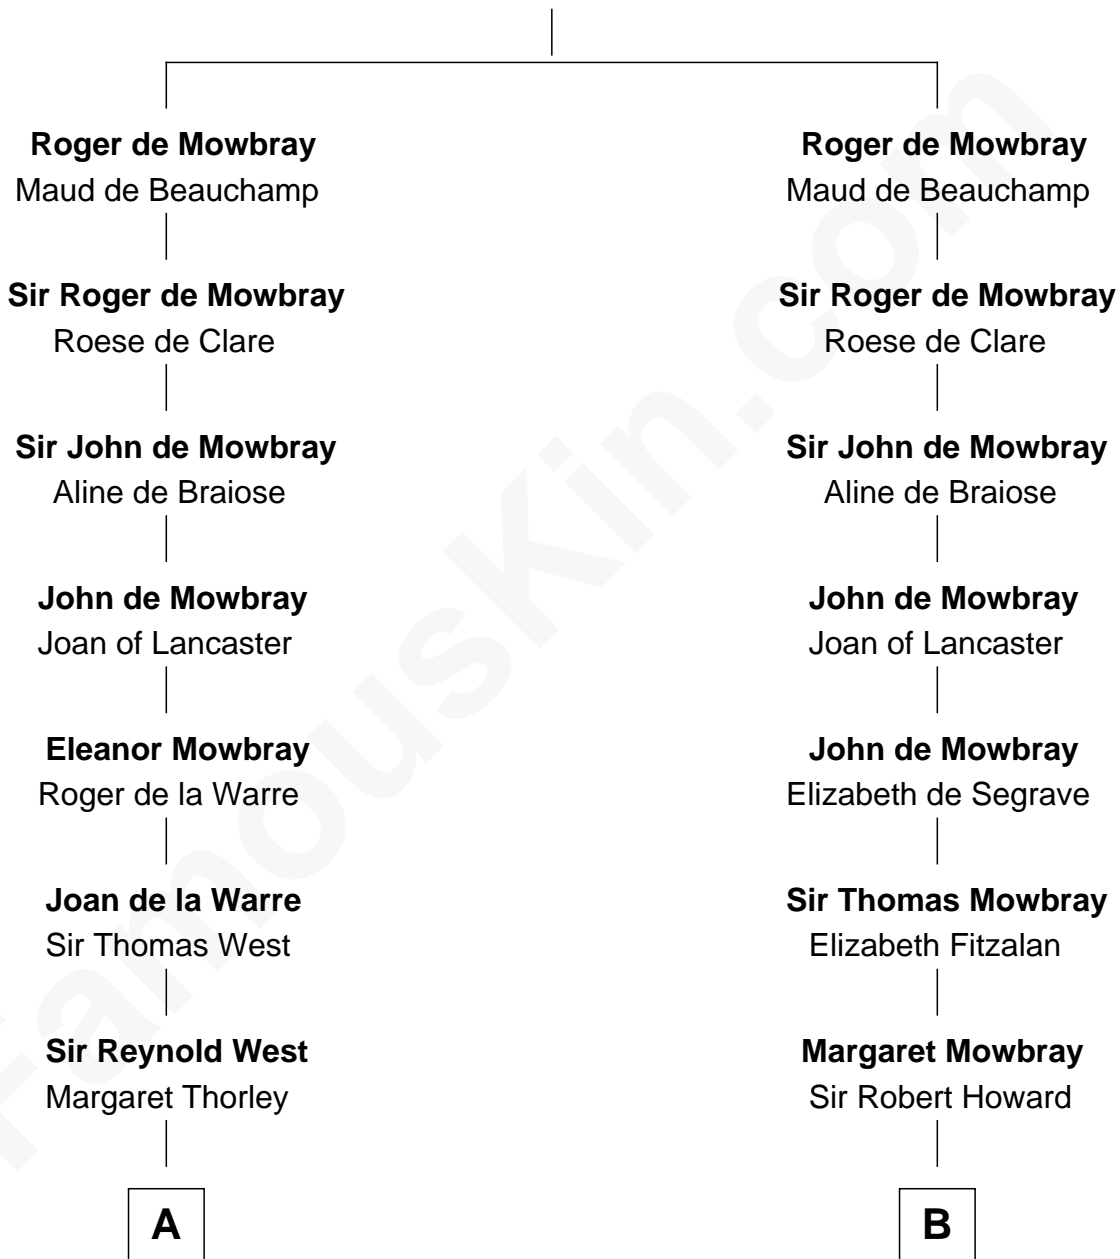 Roger de Mowbray
Maud de Beauchamp
Sir Roger de Mowbray
Roese de Clare
Sir John de Mowbray
Aline de Braiose
John de Mowbray
Joan of Lancaster
Eleanor Mowbray
Roger de la Warre
Joan de la Warre
Sir Thomas West
Sir Reynold West
Margaret Thorley
A
Roger de Mowbray
Maud de Beauchamp
Sir Roger de Mowbray
Roese de Clare
Sir John de Mowbray
Aline de Braiose
John de Mowbray
Joan of Lancaster
John de Mowbray
Elizabeth de Segrave
Sir Thomas Mowbray
Elizabeth Fitzalan
Margaret Mowbray
Sir Robert Howard
B
FamousKin.com